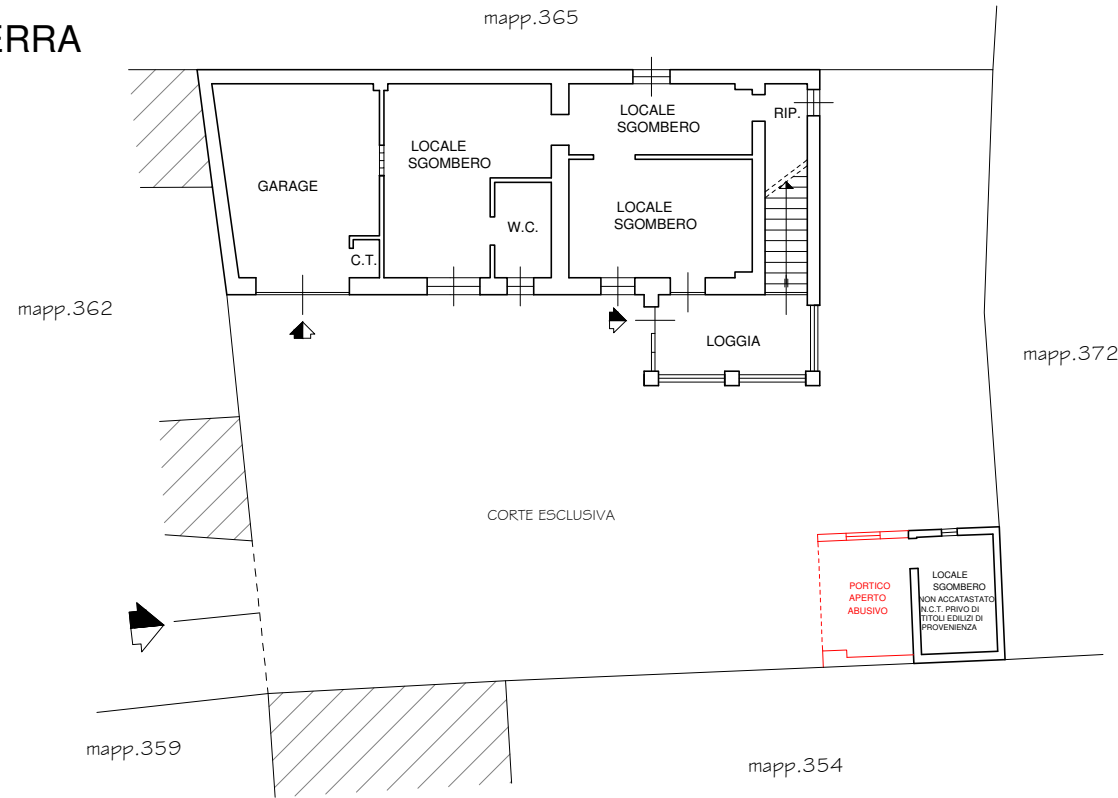 ERRA
mapp.365
LOCALE
SGOMBERO
RIP.
LOCALE
SGOMBERO
GARAGE
LOCALE
SGOMBERO
W.C.
C.T.
mapp.362
LOGGIA
mapp.372
CORTE ESCLUSIVA
PORTICO
APERTO
ABUSIVO
LOCALE
SGOMBERO
NON ACCATASTATO
N.C.T. PRIVO DI
TITOLI EDILIZI DI
PROVENIENZA
mapp.359
mapp.354